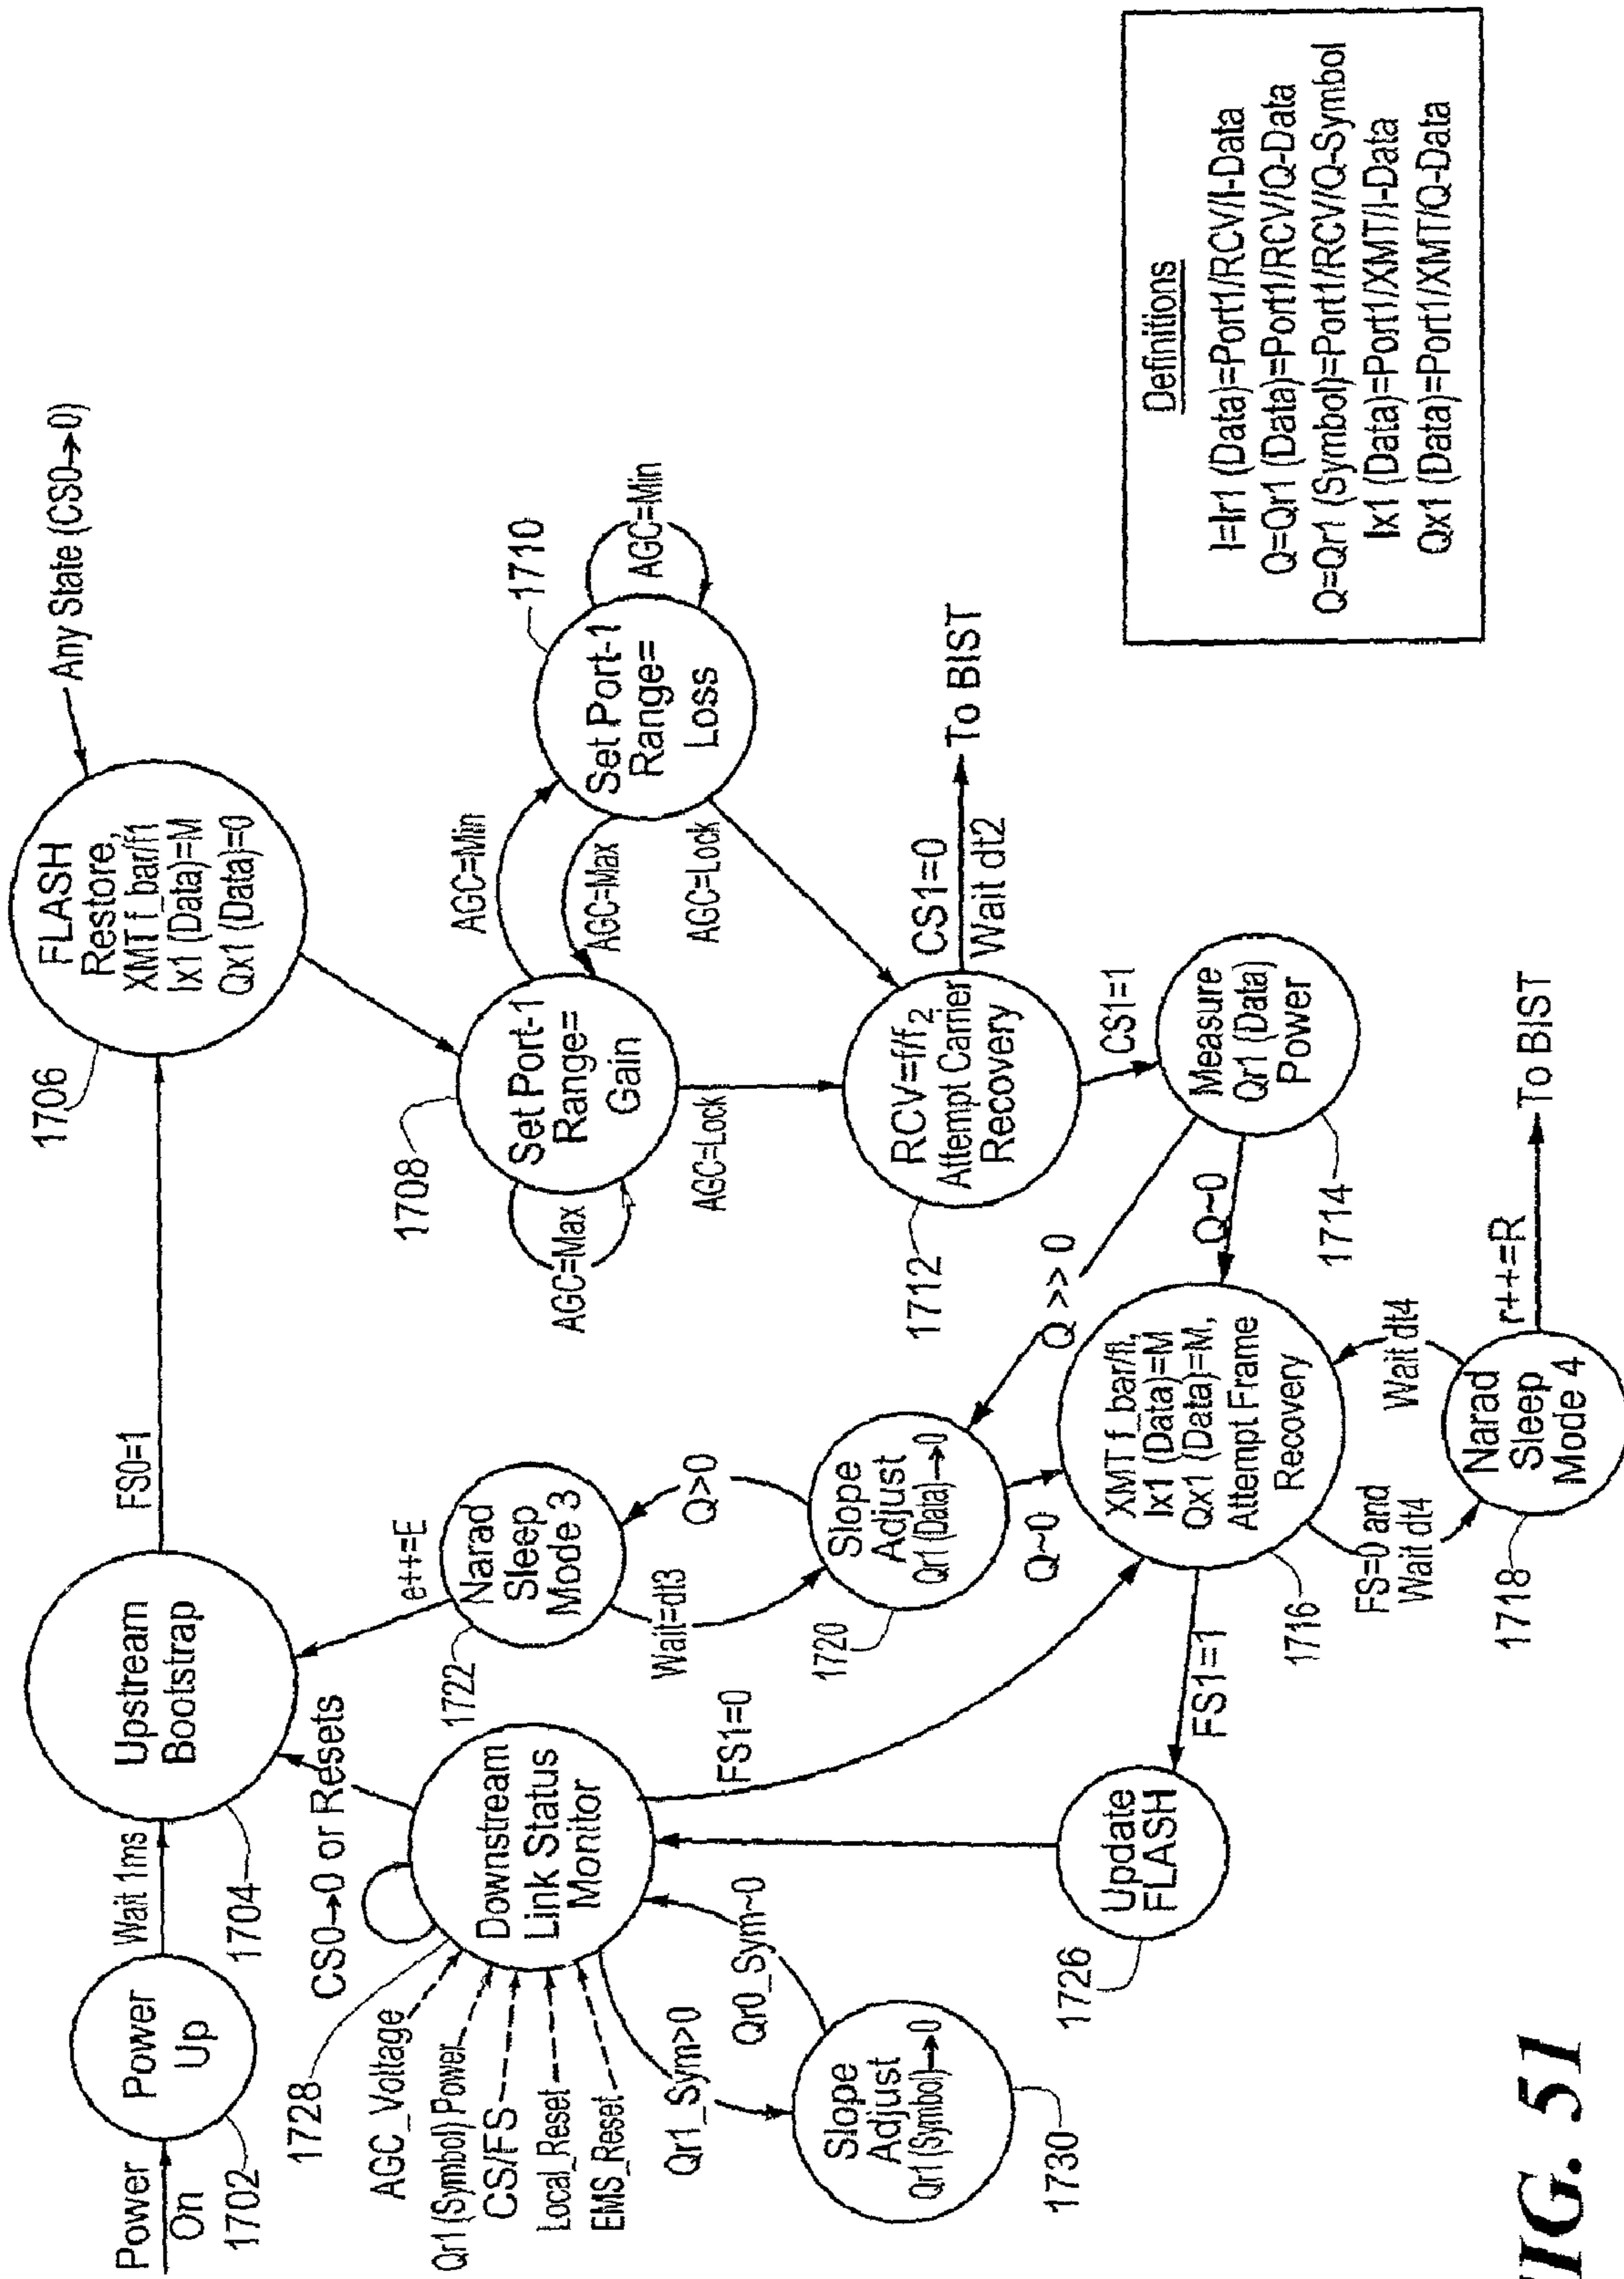 Power
On
1702
Power
Up
Wait 1ms
1704
Upstream
Bootstrap
FS0=1
1706
FLASH
Restore,
XMT f_bar/f1
Ix1 (Data)=M
Qx1 (Data)=0
Any State (CS0→0)
CS0→0 or Resets
1728
AGC_Voltage
Qr1 (Symbol) Power
CS/FS
Local_Reset
EMS_Reset
Downstream
Link Status
Monitor
1722
e++=E
Narad
Sleep
Mode 3
Wait=dt3
Q>0
1708
Set Port-1
Range=
Gain
AGC=Max
AGC=Lock
AGC=Min
AGC=Max
AGC=Lock
Set Port-1
Range=
Loss
1710
AGC=Min
Qr1_Sym>0
Qr0_Sym~0
Slope
Adjust
Qr1 (Symbol)→0
1730
FS1=0
1720
Slope
Adjust
Qr1 (Data)→0
Q~0
Q >> 0
1712
RCV=f/f2
Attempt Carrier
Recovery
CS1=0
Wait dt2
To BIST
CS1=1
Measure
Qr1 (Data)
Power
1714
Q~0
1726
Update
FLASH
FS1=1
1716
XMT f_bar/fl,
Ix1 (Data)=M
Qx1 (Data)=M,
Attempt Frame
Recovery
FS=0 and
Wait dt4
Wait dt4
1718
Narad
Sleep
Mode 4
r++=R
To BIST
Definitions
I=Ir1 (Data)=Port1/RCV/I-Data
Q=Qr1 (Data)=Port1/RCV/Q-Data
Q=Qr1 (Symbol)=Port1/RCV/Q-Symbol
Ix1 (Data)=Port1/XMT/I-Data
Qx1 (Data)=Port1/XMT/Q-Data
FIG. 51